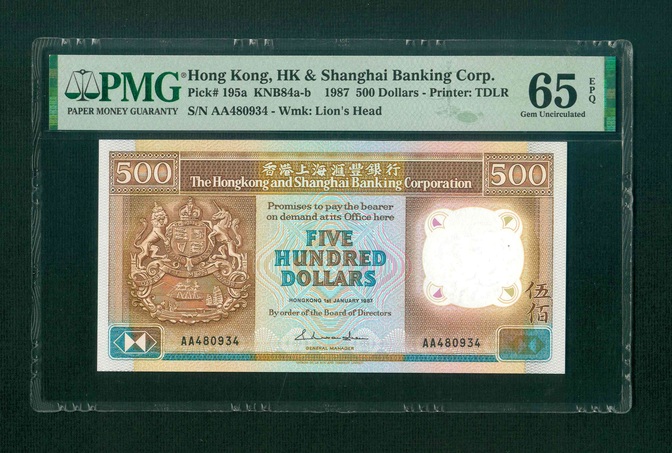 PMG
PAPER MONEY GUARANTY
Hong Kong, HK & Shanghai Banking Corp.
Pick# 195a KNB84a-b 1987 500 Dollars - Printer: TDLR
S/N AA480934 - Wmk: Lion's Head
65
EPQ
Gem Uncirculated
500
香港上海滙豐銀行
The Hongkong and Shanghai Banking Corporation
500
Promises to pay the bearer
on demand at its Office here
FIVE
HUNDRED
DOLLARS
HONGKONG 1st JANUARY 1987
By order of the Board of Directors
伍佰
AA480934
AA480934
GENERAL MANAGER